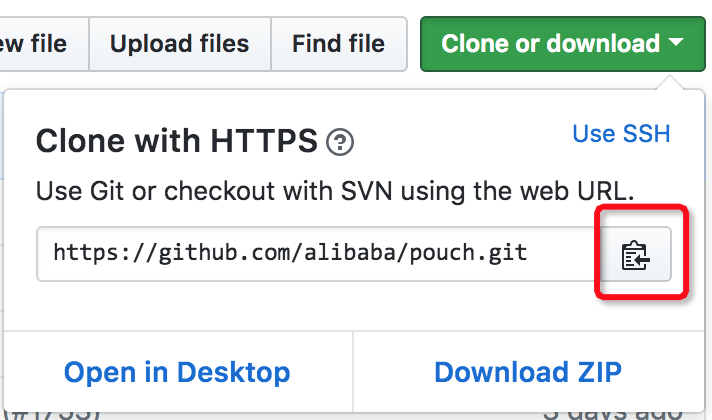 ew file
Upload files
Find file
Clone or download
Clone with HTTPS ?
Use SSH
Use Git or checkout with SVN using the web URL.
https://github.com/alibaba/pouch.git
Open in Desktop
Download ZIP
(#1753)
3 days ago